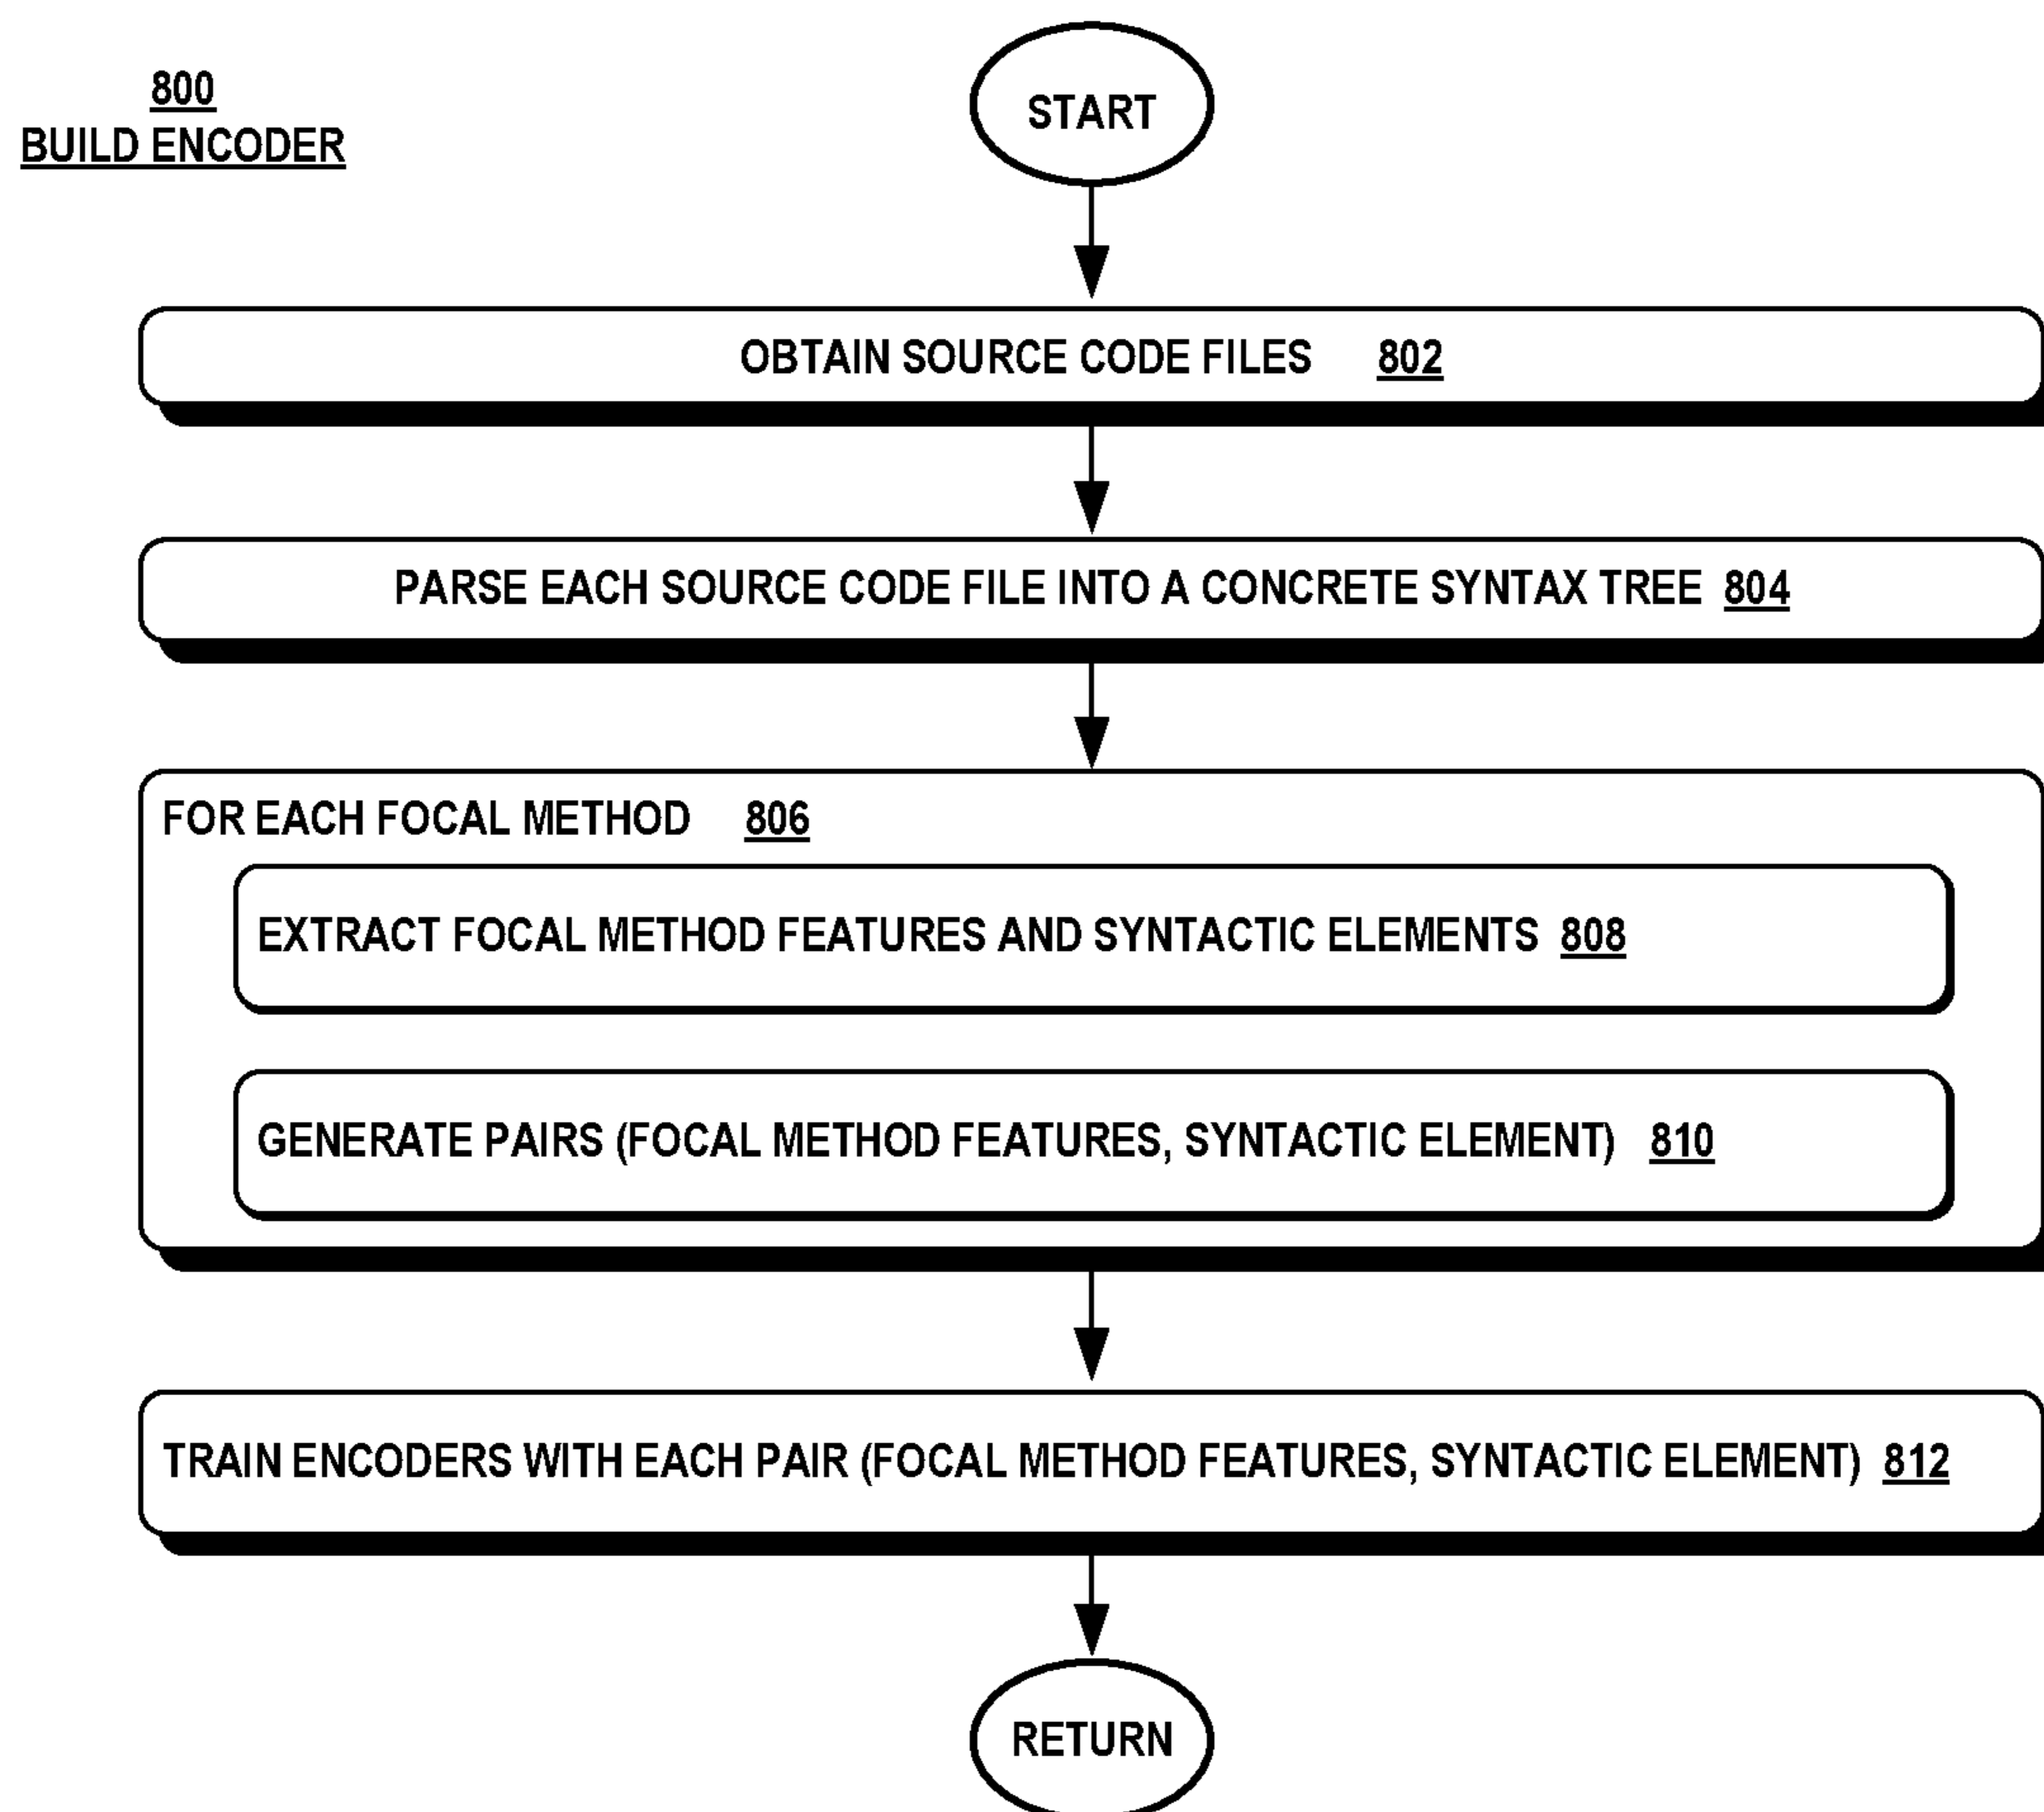 800
BUILD ENCODER
START
OBTAIN SOURCE CODE FILES 802
PARSE EACH SOURCE CODE FILE INTO A CONCRETE SYNTAX TREE 804
FOR EACH FOCAL METHOD 806
EXTRACT FOCAL METHOD FEATURES AND SYNTACTIC ELEMENTS 808
GENERATE PAIRS (FOCAL METHOD FEATURES, SYNTACTIC ELEMENT) 810
TRAIN ENCODERS WITH EACH PAIR (FOCAL METHOD FEATURES, SYNTACTIC ELEMENT) 812
RETURN